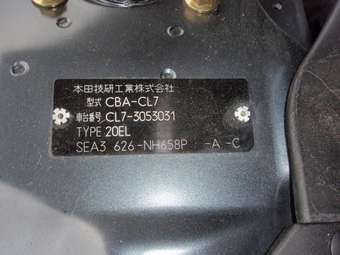 本田技研工業株式会社
型式 CBA-CL7
車台番号 CL7-3053031
TYPE 20EL
SEA3 626-NH658P -A -C